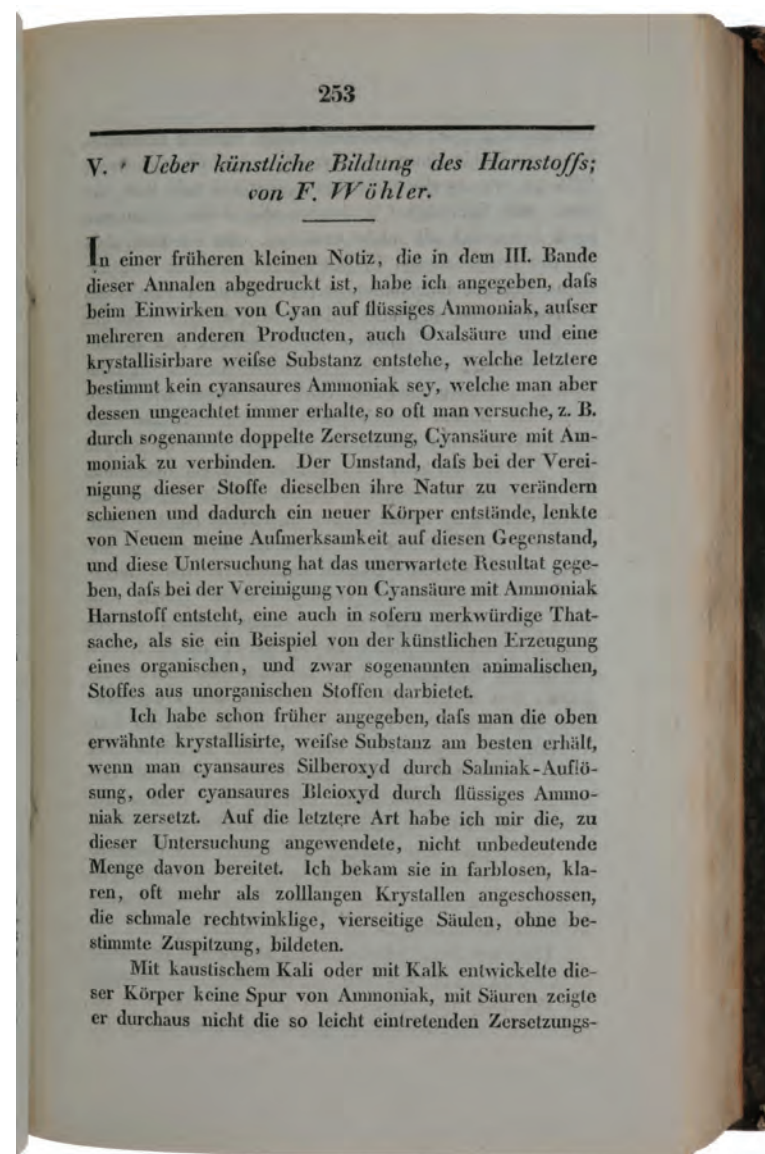 253
V. Ueber künstliche Bildung des Harnstoffs;
von F. Wöhler.
In einer früheren kleinen Notiz, die in dem III. Bande
dieser Annalen abgedruckt ist, habe ich angegeben, daſs
beim Einwirken von Cyan auf flüssiges Ammoniak, auſser
mehreren anderen Producten, auch Oxalsäure und eine
krystallisirbare weiſse Substanz entstehe, welche letztere
bestimmt kein cyansaures Ammoniak sey, welche man aber
dessen ungeachtet immer erhalte, so oft man versuche, z. B.
durch sogenannte doppelte Zersetzung, Cyansäure mit Am-
moniak zu verbinden. Der Umstand, daſs bei der Verei-
nigung dieser Stoffe dieselben ihre Natur zu verändern
schienen und dadurch ein neuer Körper entstände, lenkte
von Neuem meine Aufmerksamkeit auf diesen Gegenstand,
und diese Untersuchung hat das unerwartete Resultat gege-
ben, daſs bei der Vereinigung von Cyansäure mit Ammoniak
Harnstoff entsteht, eine auch in sofern merkwürdige That-
sache, als sie ein Beispiel von der künstlichen Erzeugung
eines organischen, und zwar sogenannten animalischen,
Stoffes aus unorganischen Stoffen darbietet.
Ich habe schon früher angegeben, daſs man die oben
erwähnte krystallisirte, weiſse Substanz am besten erhält,
wenn man cyansaures Silberoxyd durch Salmiak-Auflö-
sung, oder cyansaures Bleioxyd durch flüssiges Ammo-
niak zersetzt. Auf die letztere Art habe ich mir die, zu
dieser Untersuchung angewendete, nicht unbedeutende
Menge davon bereitet. Ich bekam sie in farblosen, kla-
ren, oft mehr als zolllangen Krystallen angeschossen,
die schmale rechtwinklige, vierseitige Säulen, ohne be-
stimmte Zuspitzung, bildeten.
Mit kaustischem Kali oder mit Kalk entwickelte die-
ser Körper keine Spur von Ammoniak, mit Säuren zeigte
er durchaus nicht die so leicht eintretenden Zersetzungs-